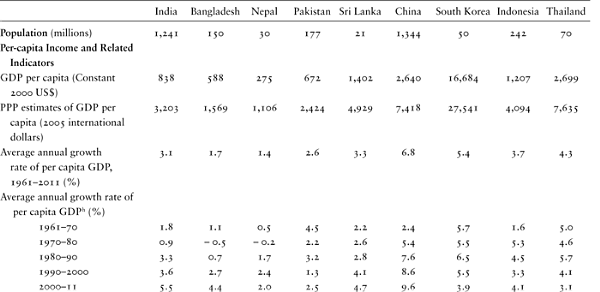 India Bangladesh Nepal Pakistan Sri Lanka China South Korea Indonesia Thailand
Population (millions) 1,241 150 30 177 21 1,344 50 242 70
Per-capita Income and Related
Indicators
GDP per capita (Constant 838 588 275 672 1,402 2,640 16,684 1,207 2,699
2000 US$)
PPP estimates of GDP per 3,203 1,569 1,106 2,424 4,929 7,418 27,541 4,094 7,635
capita (2005 international
dollars)
Average annual growth 3.1 1.7 1.4 2.6 3.3 6.8 5.4 3.7 4.3
rate of per capita GDP,
1961–2011 (%)
Average annual growth rate of
per capita GDPʰ (%)
1961–70 1.8 1.1 0.5 4.5 2.2 2.4 5.7 1.6 5.0
1970–80 0.9 −0.5 −0.2 2.2 2.6 5.4 5.5 5.3 4.6
1980–90 3.3 0.7 1.7 3.2 2.8 7.6 6.5 4.5 5.7
1990–2000 3.6 2.7 2.4 1.3 4.1 8.6 5.5 3.3 4.1
2000–11 5.5 4.4 2.0 2.5 4.7 9.6 3.9 4.1 3.1